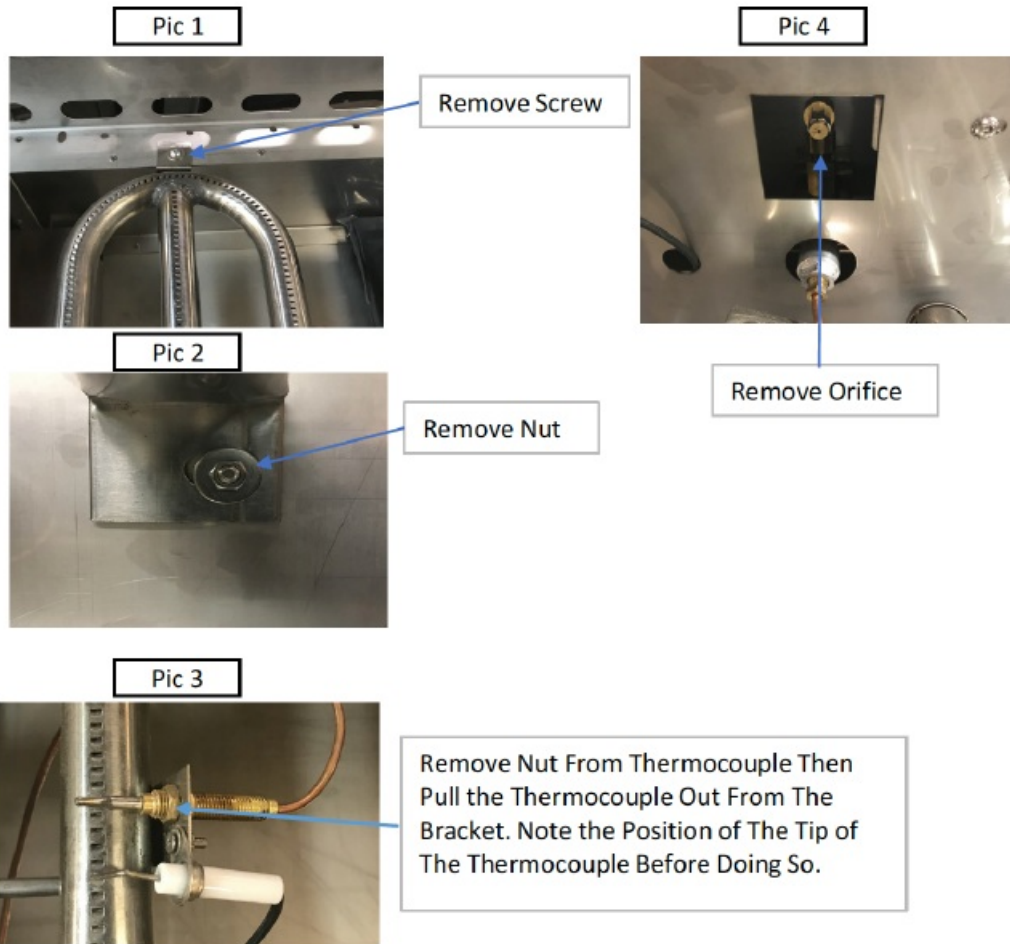 Pic 1
Remove Screw
Pic 2
Remove Nut
Pic 3
Remove Nut From Thermocouple Then
Pull the Thermocouple Out From The
Bracket. Note the Position of The Tip of
The Thermocouple Before Doing So.
Pic 4
Remove Orifice